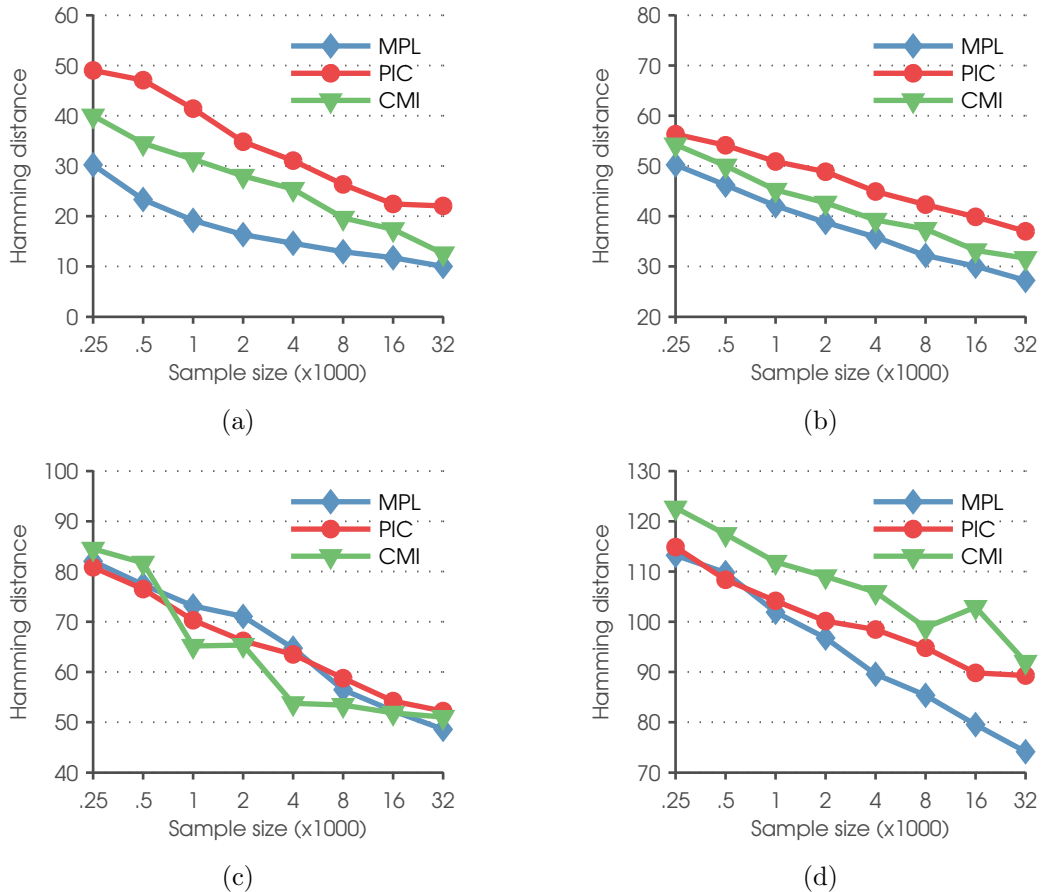 60
50
40
30
20
10
0
Hamming distance
MPL
PIC
CMI
.25 .5 1 2 4 8 16 32
Sample size (x1000)
(a)
80
70
60
50
40
30
20
Hamming distance
MPL
PIC
CMI
.25 .5 1 2 4 8 16 32
Sample size (x1000)
(b)
100
90
80
70
60
50
40
Hamming distance
MPL
PIC
CMI
.25 .5 1 2 4 8 16 32
Sample size (x1000)
(c)
130
120
110
100
90
80
70
Hamming distance
MPL
PIC
CMI
.25 .5 1 2 4 8 16 32
Sample size (x1000)
(d)